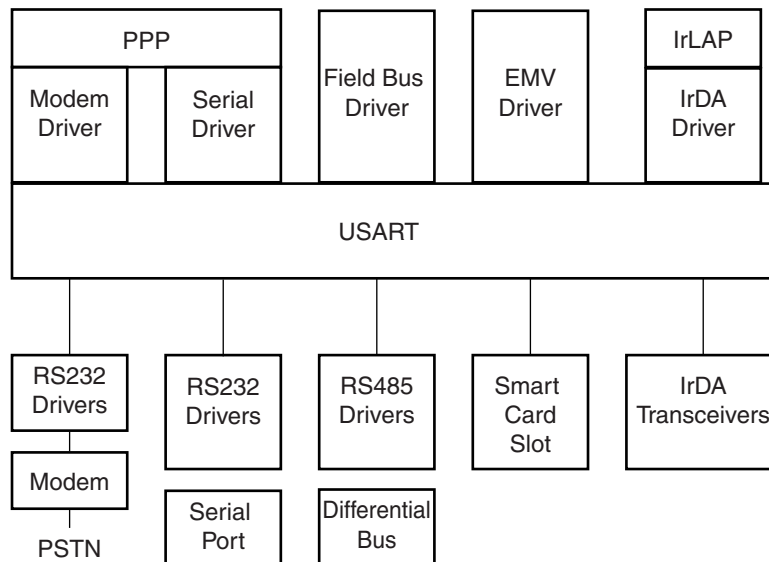 PPP
IrLAP
Modem
Driver
Serial
Driver
Field Bus
Driver
EMV
Driver
IrDA
Driver
USART
RS232
Drivers
RS232
Drivers
RS485
Drivers
Smart
Card
Slot
IrDA
Transceivers
Modem
Serial
Port
Differential
Bus
PSTN